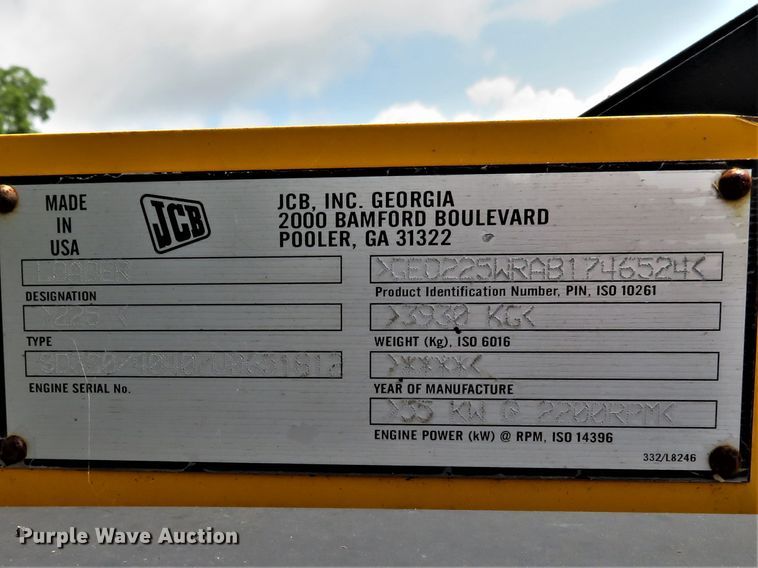 MADE
IN
USA
JCB
JCB, INC. GEORGIA
2000 BAMFORD BOULEVARD
POOLER, GA 31322
LOADER
DESIGNATION
>GEO225WRAB1746524<
Product Identification Number, PIN, ISO 10261
>225 <
TYPE
>3930 KG<
WEIGHT (Kg), ISO 6016
ENGINE SERIAL No.
>****<
YEAR OF MANUFACTURE
>55 KW @ 2200RPM<
ENGINE POWER (kW) @ RPM, ISO 14396
332/L8246
Purple Wave Auction